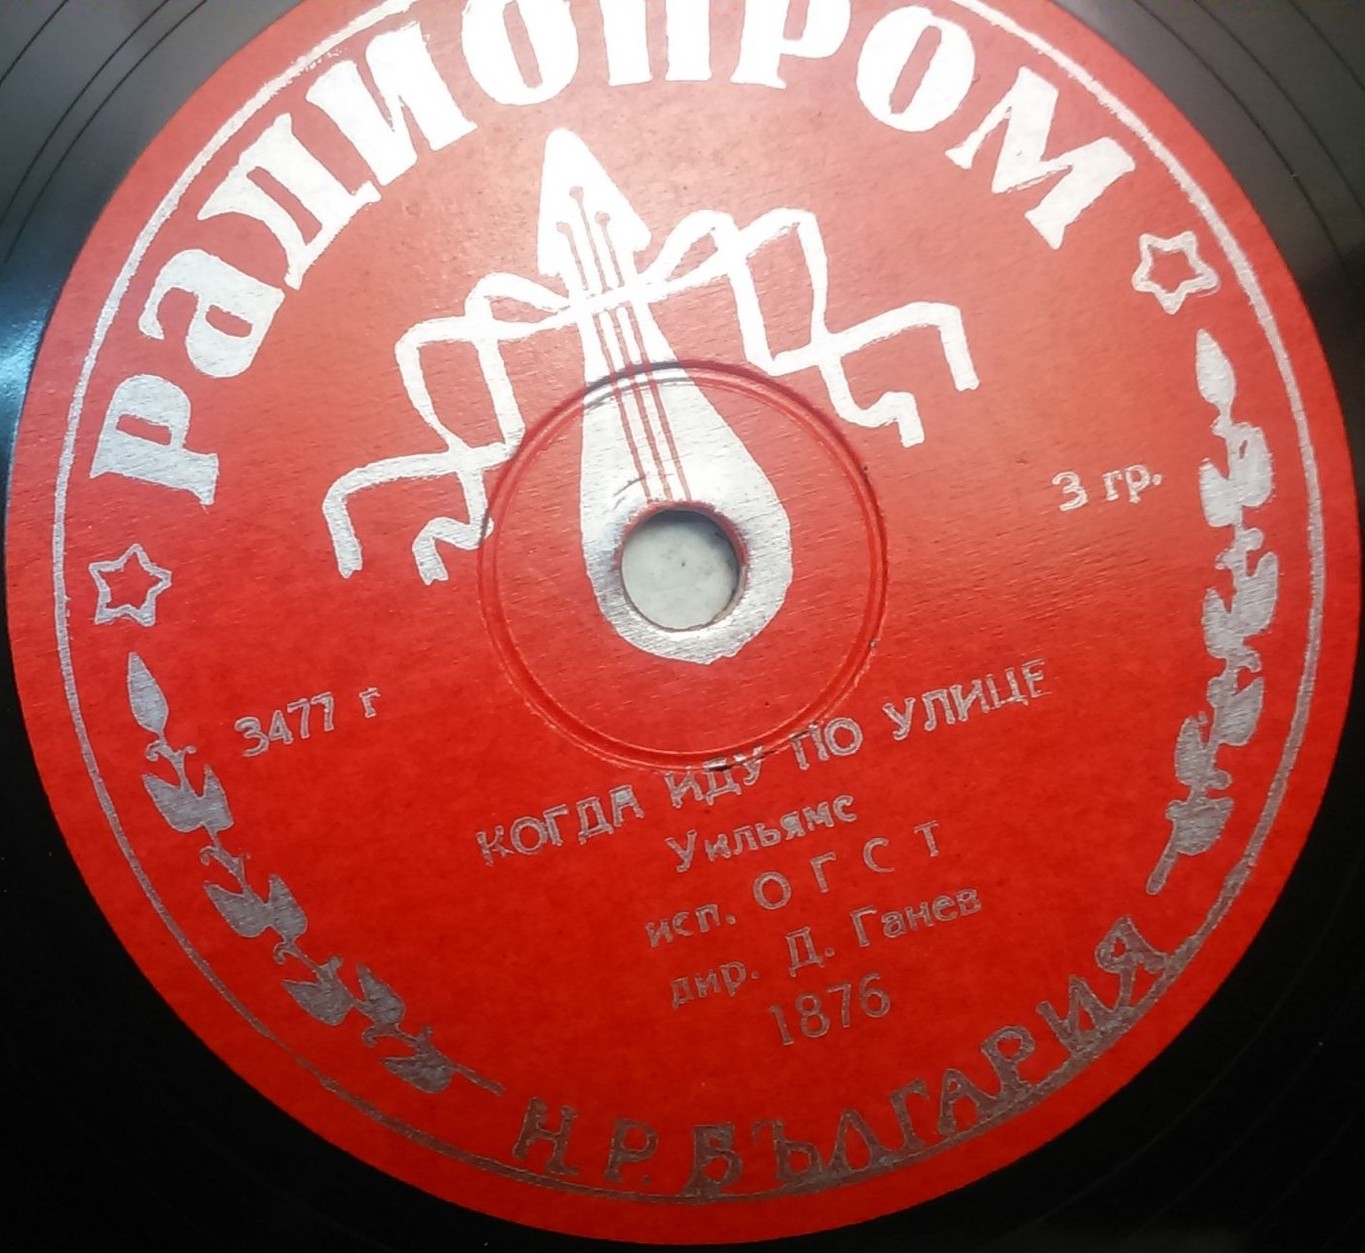 Радиопром
3 гр.
3477 г
КОГДА ИДУ ПО УЛИЦЕ
Уильямс
исп. О Г С Т
дир. Д. Ганев
1876
Н.Р. БЪЛГАРИЯ